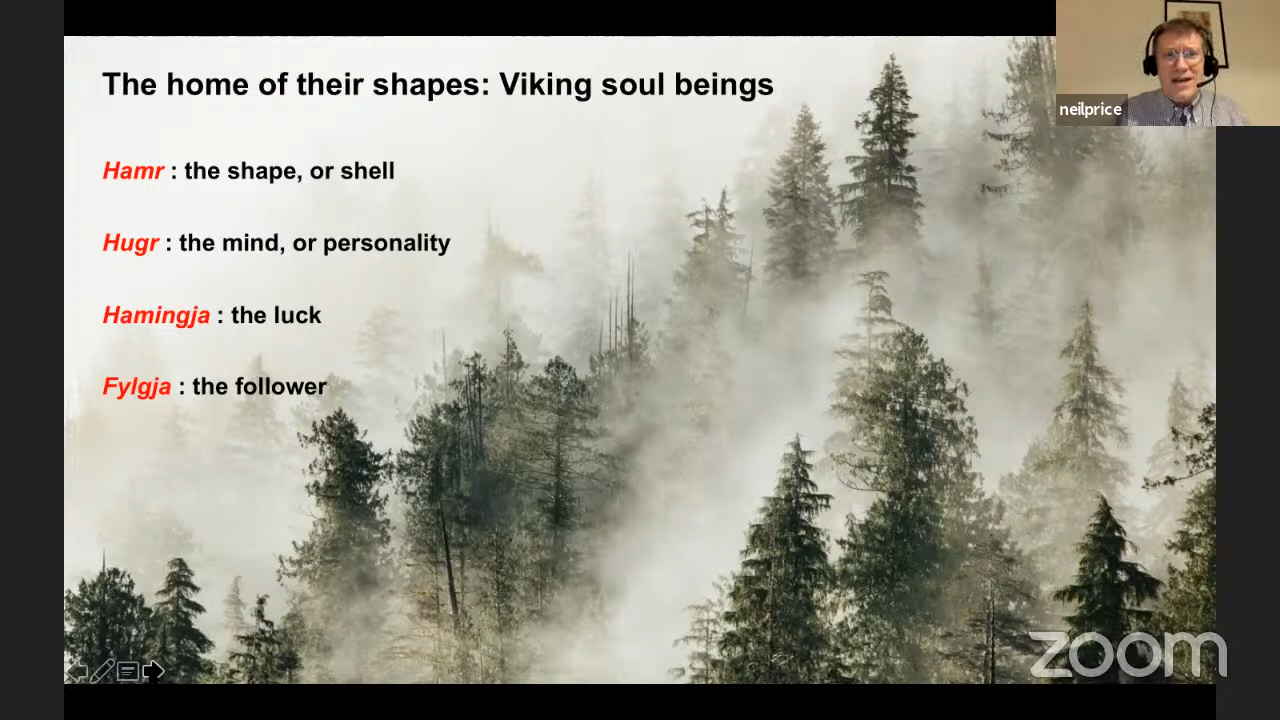 The home of their shapes: Viking soul beings
neilprice
Hamr : the shape, or shell
Hugr : the mind, or personality
Hamingja : the luck
Fylgja : the follower
zoom